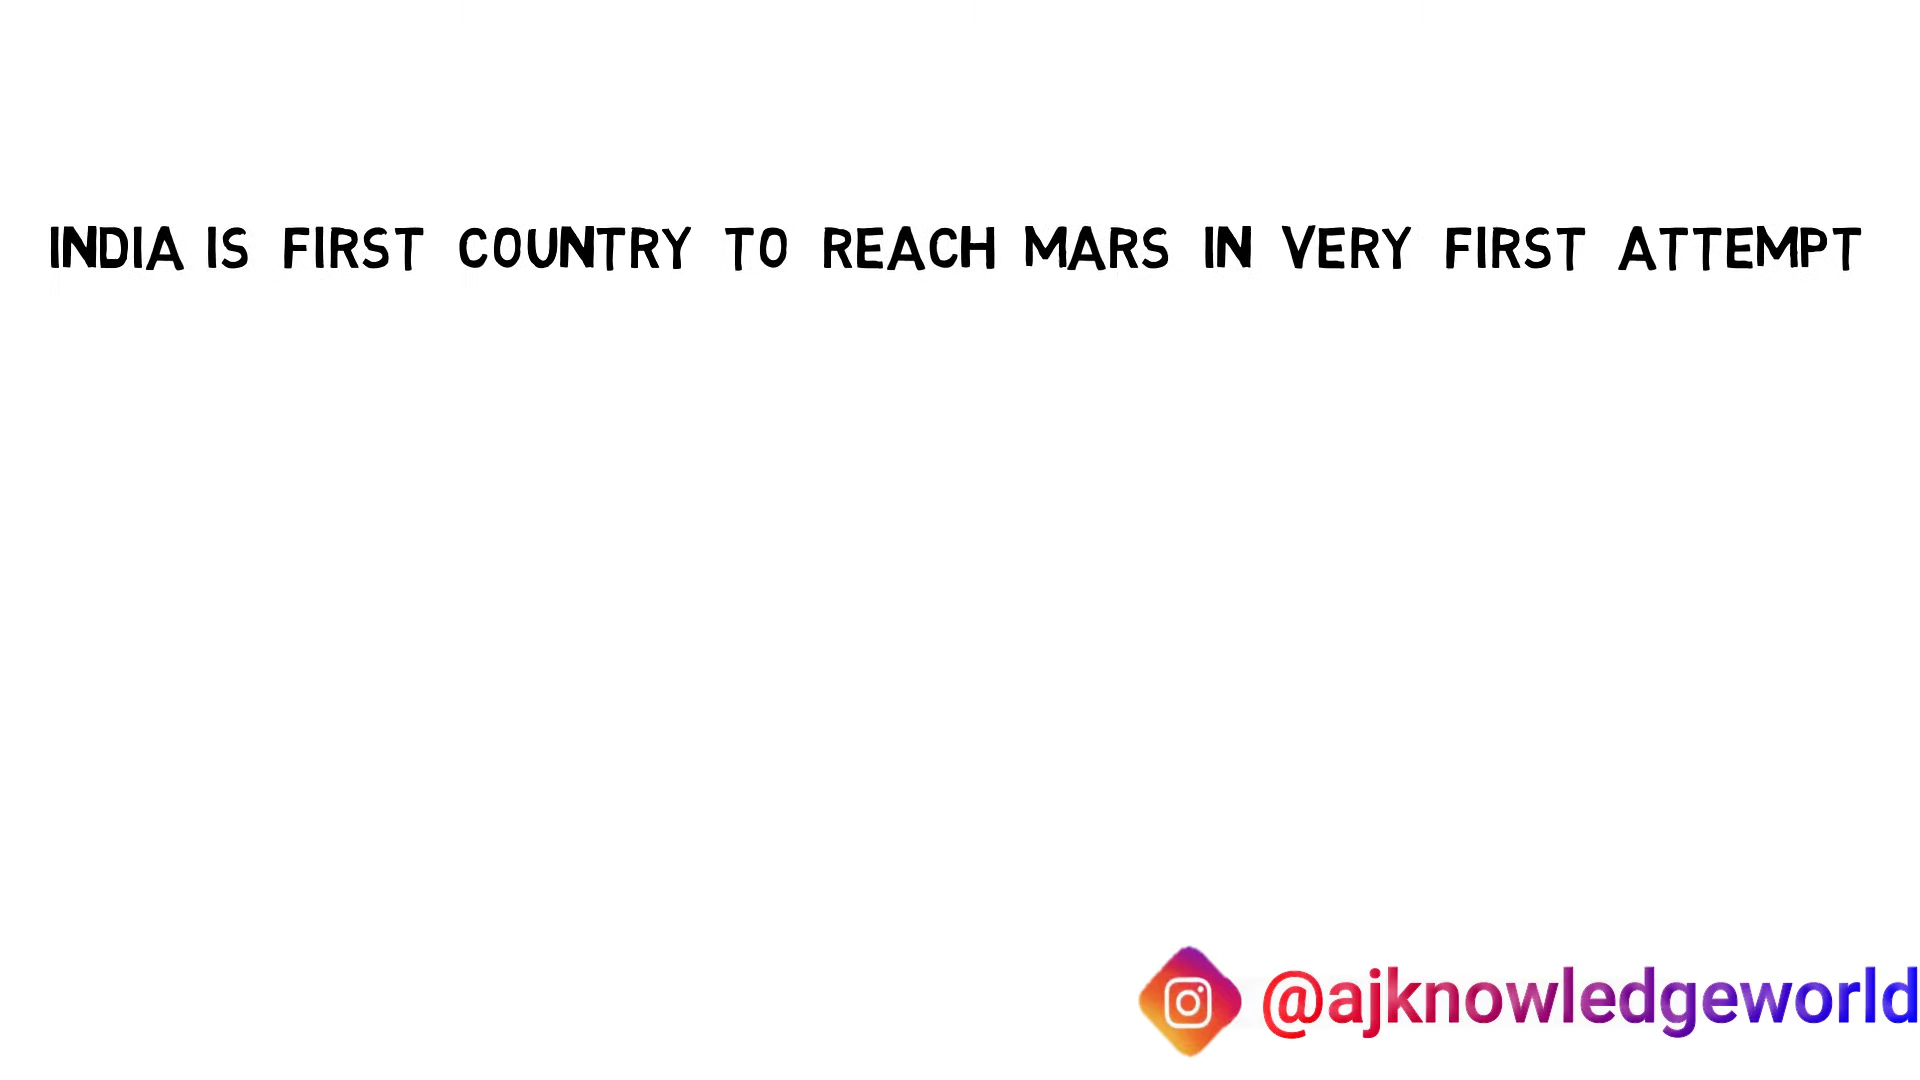 INDIA IS FIRST COUNTRY TO REACH MARS IN VERY FIRST ATTEMPT
@ajknowledgeworld